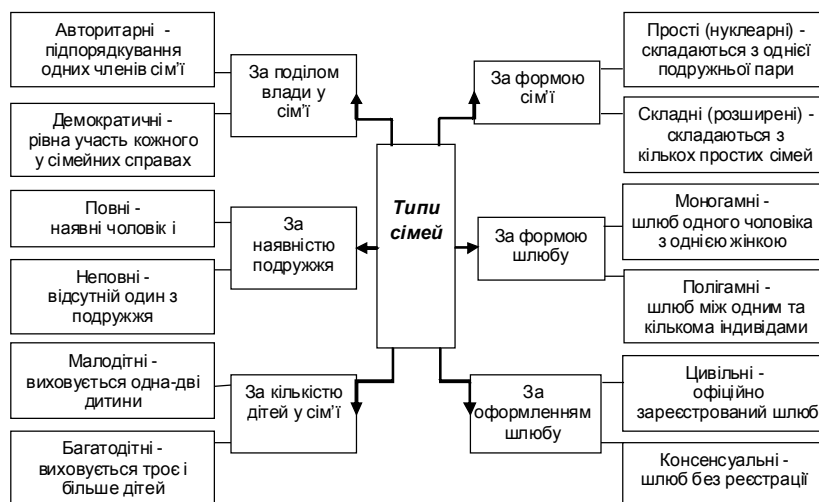 Авторитарні -
підпорядкування
одних членів сім’ї
Демократичні -
рівна участь кожного
у сімейних справах
За поділом
влади у
сім’ї
Повні -
наявні чоловік і
Неповні -
відсутній один з
подружжя
За
наявністю
подружжя
Малодітні -
виховується одна-дві
дитини
Багатодітні -
виховується троє і
більше дітей
За кількістю
дітей у сім’ї
Типи
сімей
За формою
сім’ї
Прості (нуклеарні) -
складаються з однієї
подружньої пари
Складні (розширені) -
складаються з
кількох простих сімей
За формою
шлюбу
Моногамні -
шлюб одного чоловіка
з однією жінкою
Полігамні -
шлюб між одним та
кількома індивідами
За
оформленням
шлюбу
Цивільні -
офіційно
зареєстрований шлюб
Консенсуальні -
шлюб без реєстрації